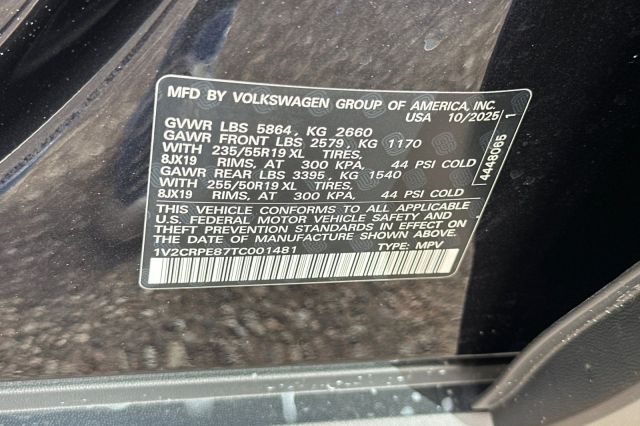 MFD BY VOLKSWAGEN GROUP OF AMERICA, INC.
USA 10/2025
GVWR LBS 5864, KG 2660
GAWR FRONT LBS 2579, KG 1170
WITH 235/55R19 XL TIRES,
8JX19 RIMS, AT 300 KPA, 44 PSI COLD
GAWR REAR LBS 3395, KG 1540
WITH 255/50R19 XL TIRES,
8JX19 RIMS, AT 300 KPA, 44 PSI COLD
THIS VEHICLE CONFORMS TO ALL APPLICABLE
U.S. FEDERAL MOTOR VEHICLE SAFETY AND
THEFT PREVENTION STANDARDS IN EFFECT ON
THE DATE OF MANUFACTURE SHOWN ABOVE.
1V2CRPE87TC001481 TYPE: MPV
4448065 1